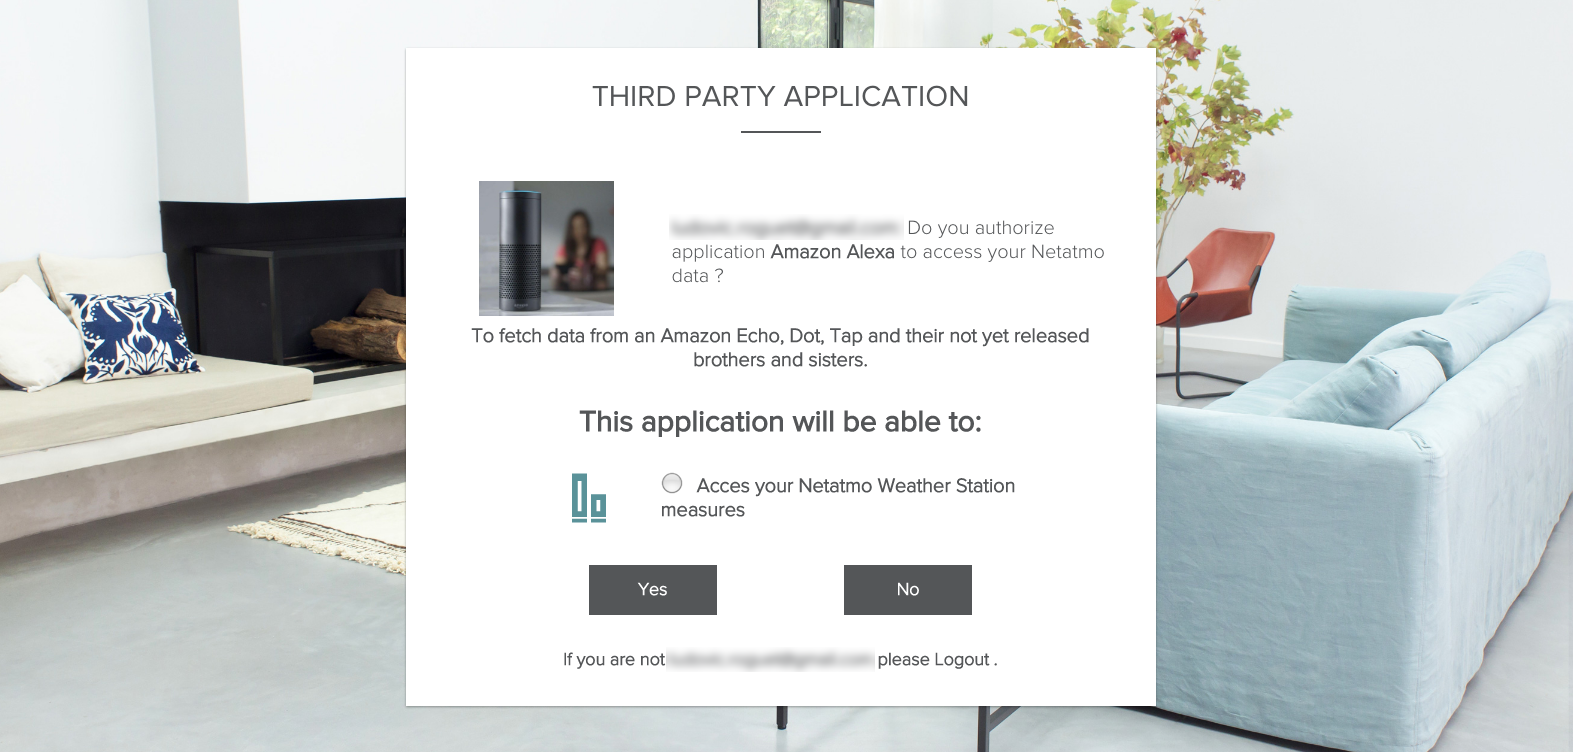 THIRD PARTY APPLICATION
Do you authorize
application Amazon Alexa to access your Netatmo
data ?
To fetch data from an Amazon Echo, Dot, Tap and their not yet released
brothers and sisters.
This application will be able to:
Acces your Netatmo Weather Station
measures
Yes
No
If you are not please Logout .